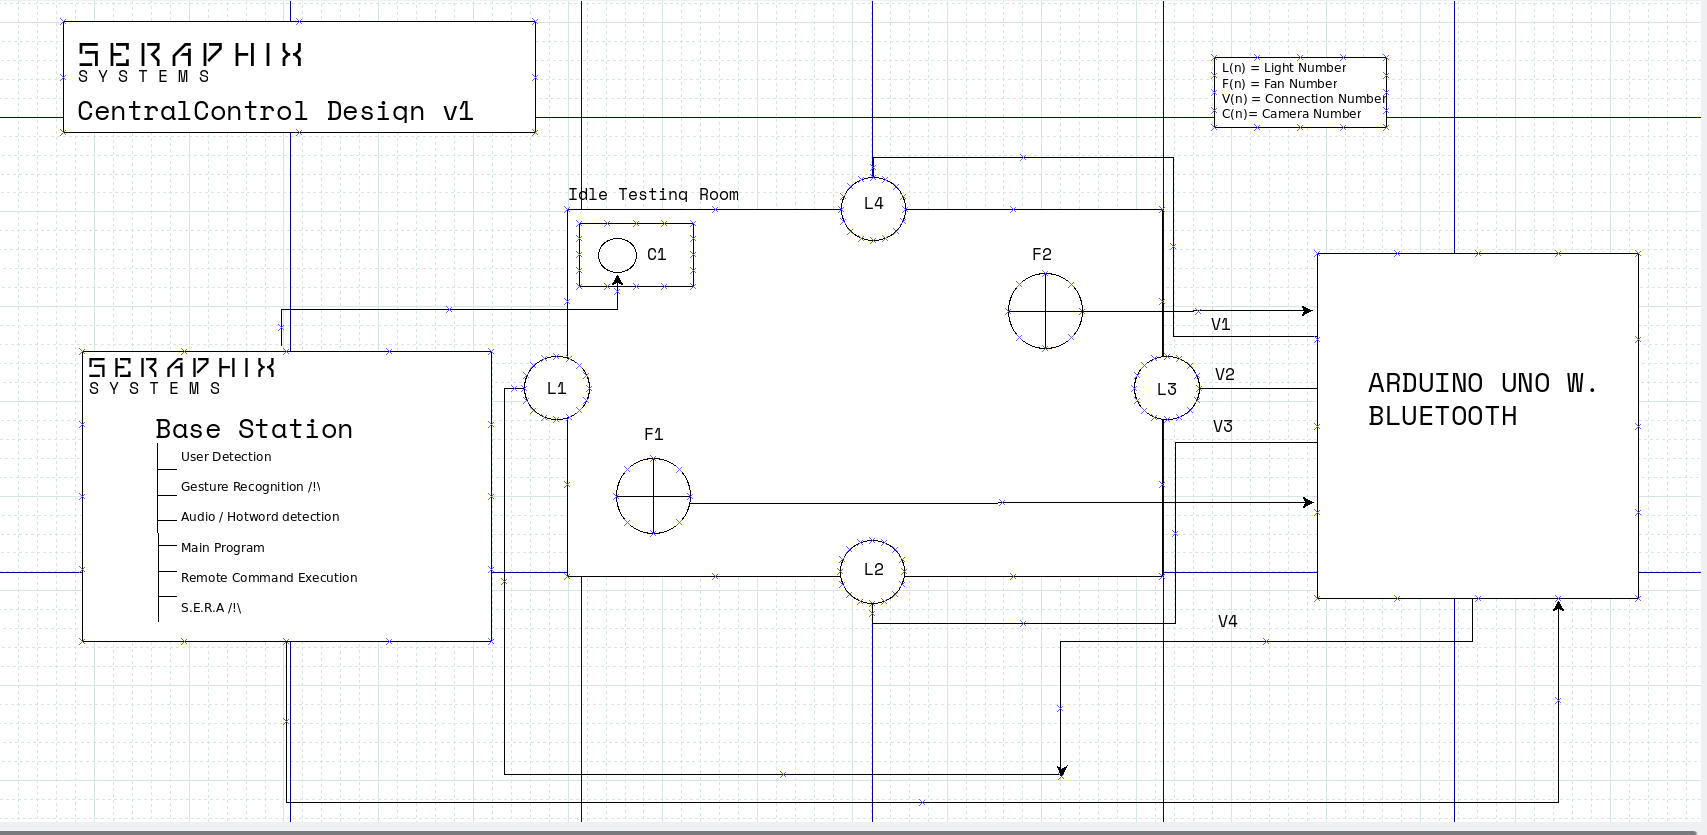 SERAPHIX
SYSTEMS
CentralControl Design v1
L(n) = Light Number
F(n) = Fan Number
V(n) = Connection Number
C(n)= Camera Number
Idle Testing Room
L4
C1
F2
V1
SERAPHIX
SYSTEMS
Base Station
User Detection
Gesture Recognition /!\
Audio / Hotword detection
Main Program
Remote Command Execution
S.E.R.A /!\
L1
L3
V2
V3
F1
L2
V4
ARDUINO UNO W.
BLUETOOTH